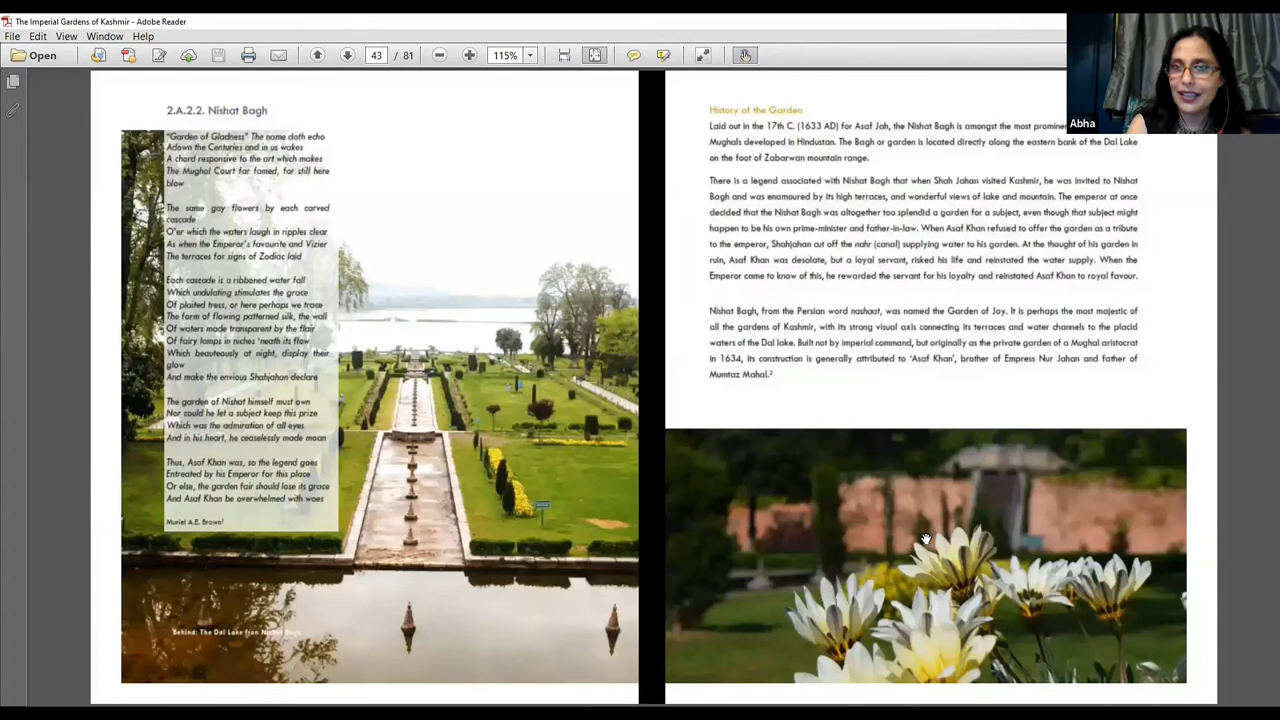 The Imperial Gardens of Kashmir - Adobe Reader
File Edit View Window Help
Open 43 / 81 115%
Abha
2.A.2.2. Nishat Bagh
"Garden of Gladness" The name doth echo
Adown the Centuries and in us wakes
A chard responsive to the art which makes
The Mughal Court far famed, for still here
blow
The same gay flowers by each carved
cascade
O'er which the waters laugh in ripples clear
As when the Emperor's favourite and Vizier
The terraces for signs of Zodiac laid
Each cascade is a ribboned water fall
Which undulating stimulates the grace
Of plaited tress, or here perhaps we trace
The form of flowing patterned silk, the wall
Of waters made transparent by the flair
Of fairy lamps in niches 'neath its flow
Which beauteously at night, display their
glow
And make the envious Shahjahan declare
The garden of Nishat himself must own
Nor could he let a subject keep this prize
Which was the admiration of all eyes
And in his heart, he ceaselessly made moan
Thus, Asaf Khan was, so the legend goes
Entreated by his Emperor for this place
Or else, the garden fair should lose its grace
And Asaf Khan be overwhelmed with woes
Muriel A.E. Brown¹
Behind: The Dal Lake from Nishat Bagh
History of the Garden
Laid out in the 17th C. (1633 AD) for Asaf Jah, the Nishat Bagh is amongst the most
Mughals developed in Hindustan. The Bagh or garden is located directly along the eastern bank of the Dal Lake
on the foot of Zabarwan mountain range.
There is a legend associated with Nishat Bagh that when Shah Jahan visited Kashmir, he was invited to Nishat
Bagh and was enamoured by its high terraces, and wonderful views of lake and mountain. The emperor at once
decided that the Nishat Bagh was altogether too splendid a garden for a subject, even though that subject might
happen to be his own prime-minister and father-in-law. When Asaf Khan refused to offer the garden as a tribute
to the emperor, Shahjahan cut off the nahr (canal) supplying water to his garden. At the thought of his garden in
ruin, Asaf Khan was desolate, but a loyal servant, risked his life and reinstated the water supply. When the
Emperor came to know of this, he rewarded the servant for his loyalty and reinstated Asaf Khan to royal favour.
Nishat Bagh, from the Persian word nashaat, was named the Garden of Joy. It is perhaps the most majestic of
all the gardens of Kashmir, with its strong visual axis connecting its terraces and water channels to the placid
waters of the Dal lake. Built not by imperial command, but originally as the private garden of a Mughal aristocrat
in 1634, its construction is generally attributed to 'Asaf Khan', brother of Empress Nur Jahan and father of
Mumtaz Mahal.²